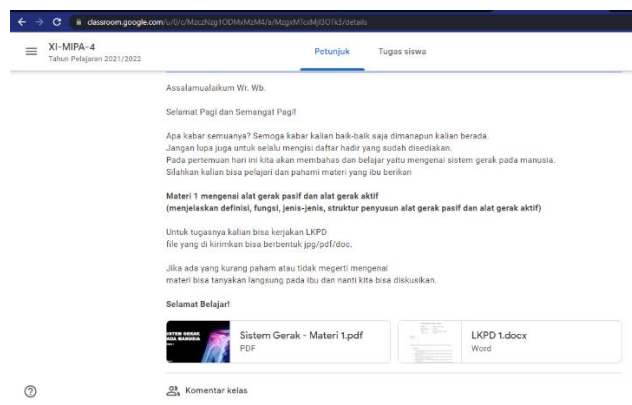 classroom.google.com/u/0/c/MzczNzg1ODMxMzM4/a/MzgxMTcxMjI3OTk3/details
XI-MIPA-4
Tahun Pelajaran 2021/2022
Petunjuk
Tugas siswa
Assalamualaikum Wr. Wb.
Selamat Pagi dan Semangat Pagi!
Apa kabar semuanya? Semoga kabar kalian baik-baik saja dimanapun kalian berada.
Jangan lupa juga untuk selalu mengisi daftar hadir yang sudah disediakan.
Pada pertemuan hari ini kita akan membahas dan belajar yaitu mengenai sistem gerak pada manusia.
Silahkan kalian bisa pelajari dan pahami materi yang ibu berikan
Materi 1 mengenai alat gerak pasif dan alat gerak aktif
(menjelaskan definisi, fungsi, jenis-jenis, struktur penyusun alat gerak pasif dan alat gerak aktif)
Untuk tugasnya kalian bisa kerjakan LKPD
file yang di kirimkan bisa berbentuk jpg/pdf/doc.
Jika ada yang kurang paham atau tidak megerti mengenai
materi bisa tanyakan langsung pada ibu dan nanti kita bisa diskusikan.
Selamat Belajar!
SISTEM GERAK
PADA MANUSIA
Sistem Gerak - Materi 1.pdf
PDF
LKPD 1.docx
Word
Komentar kelas